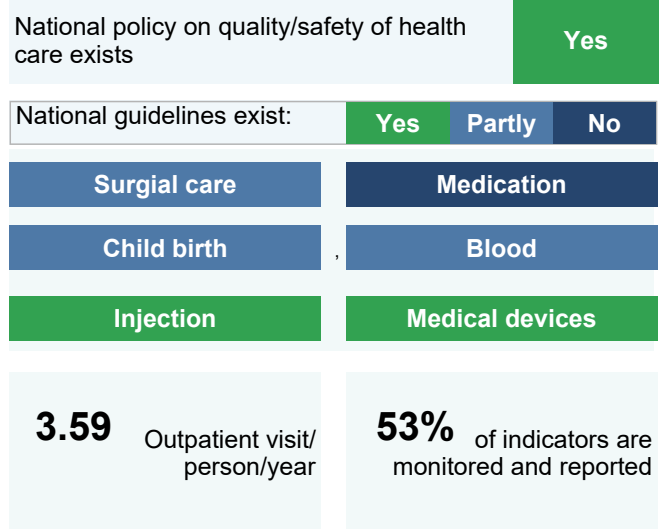 National policy on quality/safety of health
care exists
Yes
National guidelines exist:
Yes
Partly
No
Surgial care
Medication
Child birth
,
Blood
Injection
Medical devices
3.59 Outpatient visit/
person/year
53% of indicators are
monitored and reported